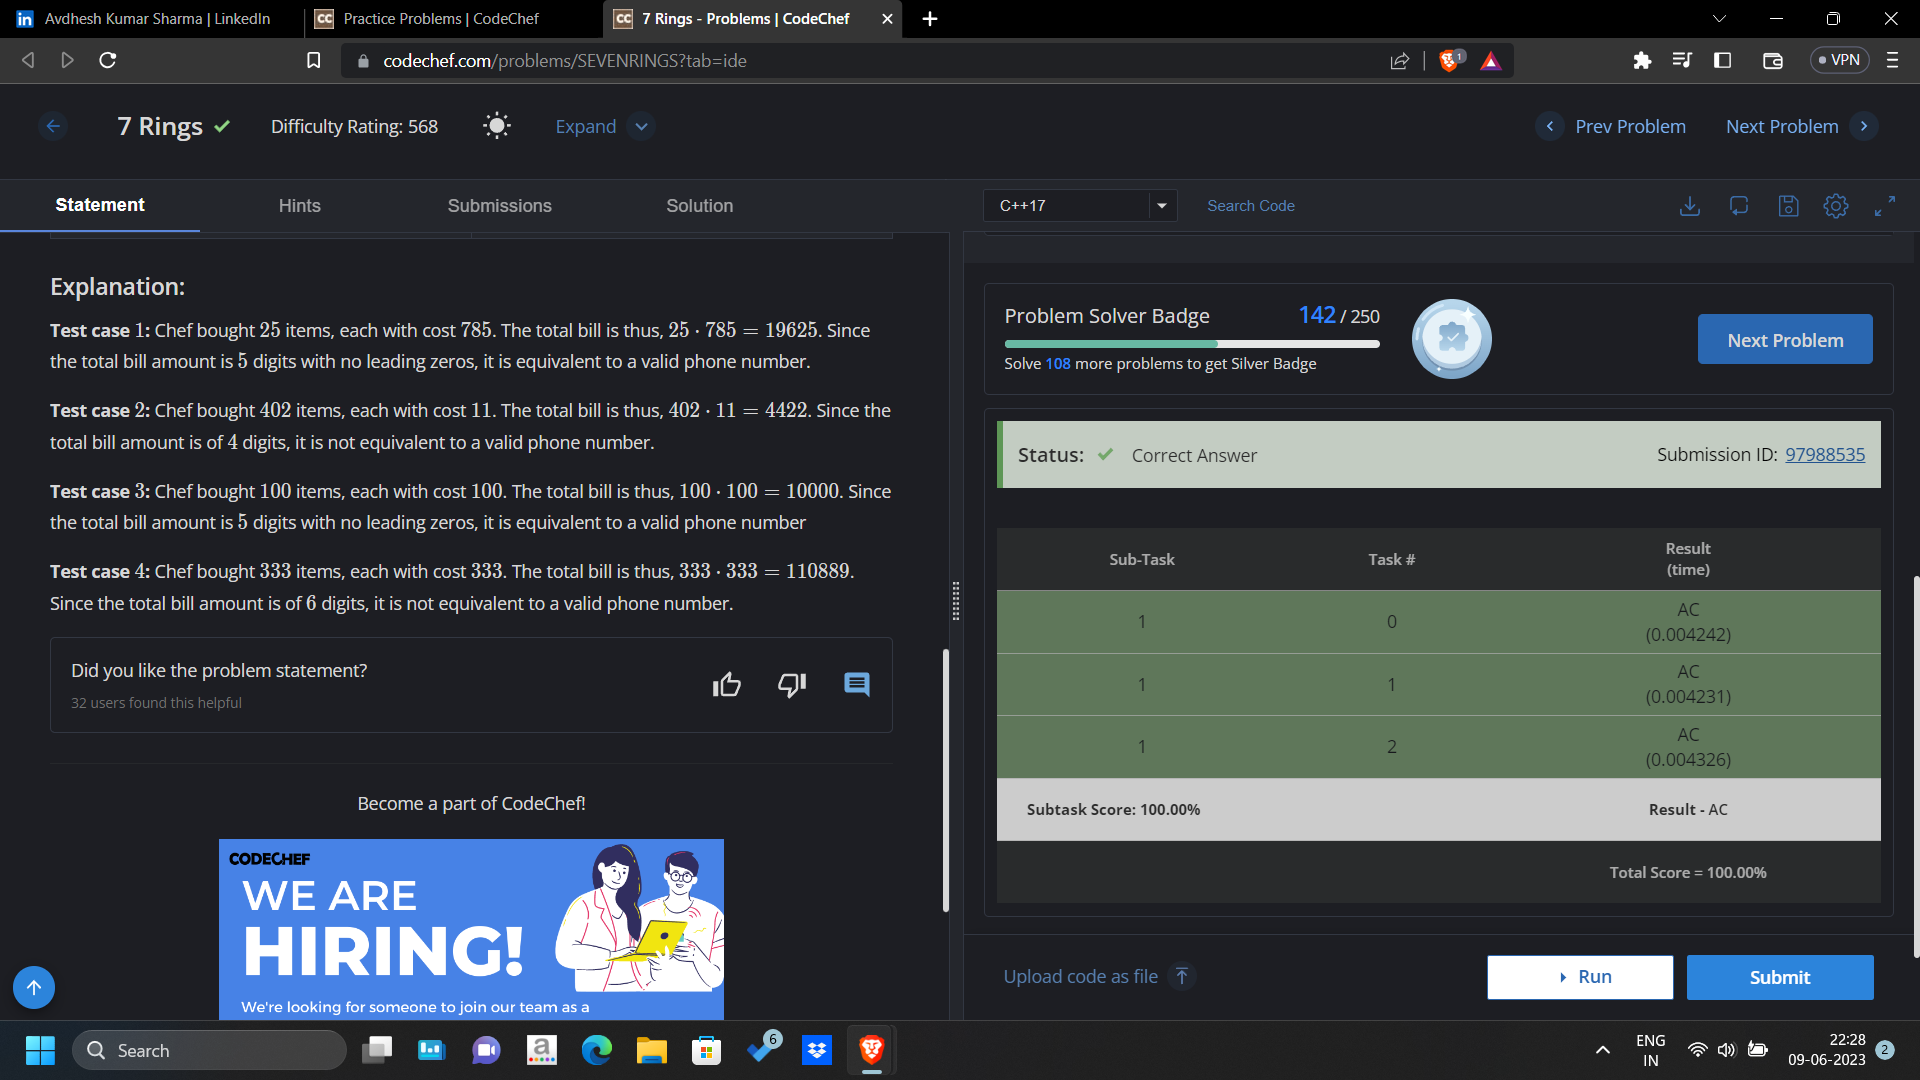 Avdhesh Kumar Sharma | LinkedIn
Practice Problems | CodeChef
7 Rings - Problems | CodeChef
codechef.com/problems/SEVENRINGS?tab=ide
1
VPN
7 Rings
Difficulty Rating: 568
Expand
Prev Problem
Next Problem
Statement
Hints
Submissions
Solution
C++17
Search Code
Explanation:
Test case 1: Chef bought 25 items, each with cost 785. The total bill is thus, 25 · 785 = 19625. Since
the total bill amount is 5 digits with no leading zeros, it is equivalent to a valid phone number.
Test case 2: Chef bought 402 items, each with cost 11. The total bill is thus, 402 · 11 = 4422. Since the
total bill amount is of 4 digits, it is not equivalent to a valid phone number.
Test case 3: Chef bought 100 items, each with cost 100. The total bill is thus, 100 · 100 = 10000. Since
the total bill amount is 5 digits with no leading zeros, it is equivalent to a valid phone number
Test case 4: Chef bought 333 items, each with cost 333. The total bill is thus, 333 · 333 = 110889.
Since the total bill amount is of 6 digits, it is not equivalent to a valid phone number.
Did you like the problem statement?
32 users found this helpful
Become a part of CodeChef!
CODECHEF
WE ARE
HIRING!
We're looking for someone to join our team as a
Problem Solver Badge
142 / 250
Solve 108 more problems to get Silver Badge
Next Problem
Status: Correct Answer
Submission ID: 97988535
Sub-Task Task # Result
(time)
1 0 AC
(0.004242)
1 1 AC
(0.004231)
1 2 AC
(0.004326)
Subtask Score: 100.00% Result - AC
Total Score = 100.00%
Upload code as file
Run
Submit
Search
6
ENG
IN
22:28
09-06-2023
2